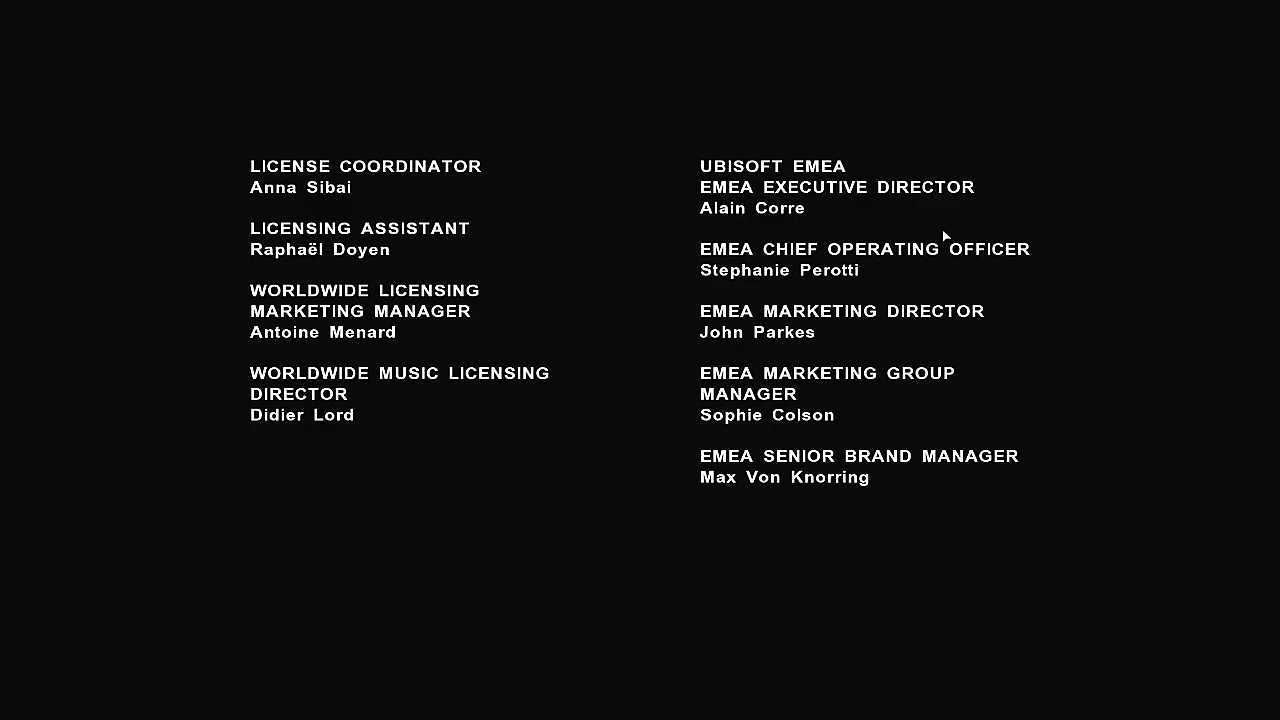 LICENSE COORDINATOR
Anna Sibai
LICENSING ASSISTANT
Raphaël Doyen
WORLDWIDE LICENSING
MARKETING MANAGER
Antoine Menard
WORLDWIDE MUSIC LICENSING
DIRECTOR
Didier Lord
UBISOFT EMEA
EMEA EXECUTIVE DIRECTOR
Alain Corre
EMEA CHIEF OPERATING OFFICER
Stephanie Perotti
EMEA MARKETING DIRECTOR
John Parkes
EMEA MARKETING GROUP
MANAGER
Sophie Colson
EMEA SENIOR BRAND MANAGER
Max Von Knorring